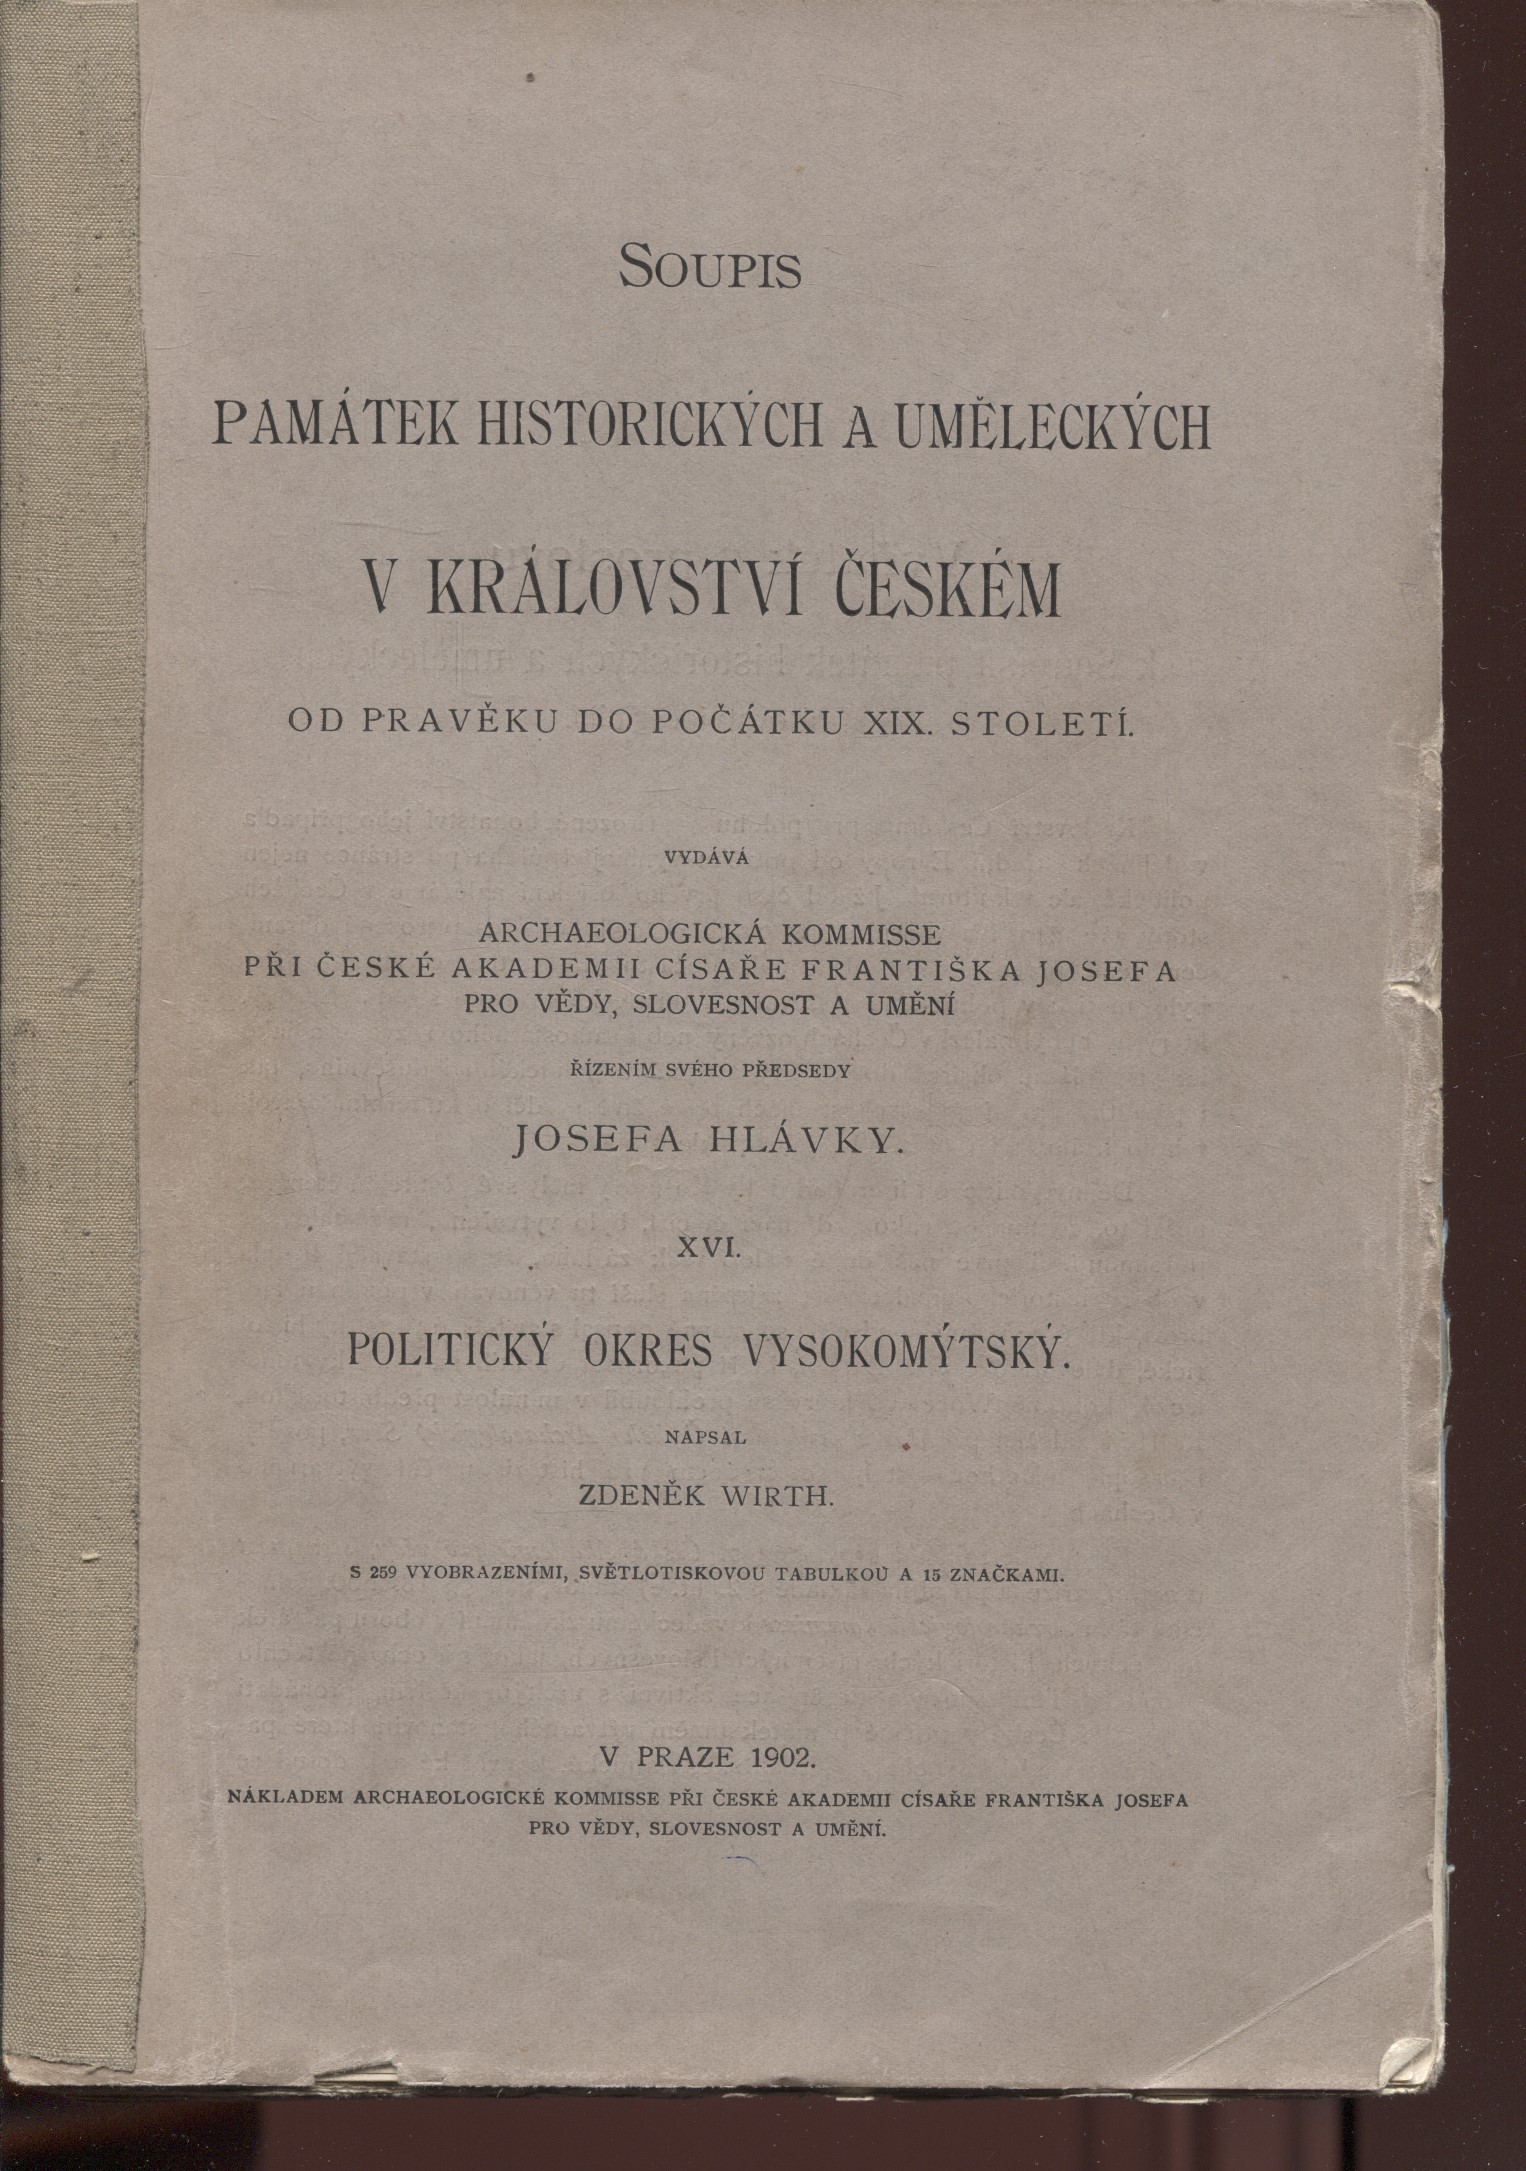 SOUPIS
PAMÁTEK HISTORICKÝCH A UMĚLECKÝCH
V KRÁLOVSTVÍ ČESKÉM
OD PRAVĚKU DO POČÁTKU XIX. STOLETÍ.
VYDÁVÁ
ARCHAEOLOGICKÁ KOMMISSE
PŘI ČESKÉ AKADEMII CÍSAŘE FRANTIŠKA JOSEFA
PRO VĚDY, SLOVESNOST A UMĚNÍ
ŘÍZENÍM SVÉHO PŘEDSEDY
JOSEFA HLÁVKY.
XVI.
POLITICKÝ OKRES VYSOKOMÝTSKÝ.
NAPSAL
ZDENĚK WIRTH.
S 259 VYOBRAZENÍMI, SVĚTLOTISKOVOU TABULKOU A 15 ZNAČKAMI.
V PRAZE 1902.
NÁKLADEM ARCHAEOLOGICKÉ KOMMISSE PŘI ČESKÉ AKADEMII CÍSAŘE FRANTIŠKA JOSEFA
PRO VĚDY, SLOVESNOST A UMĚNÍ.